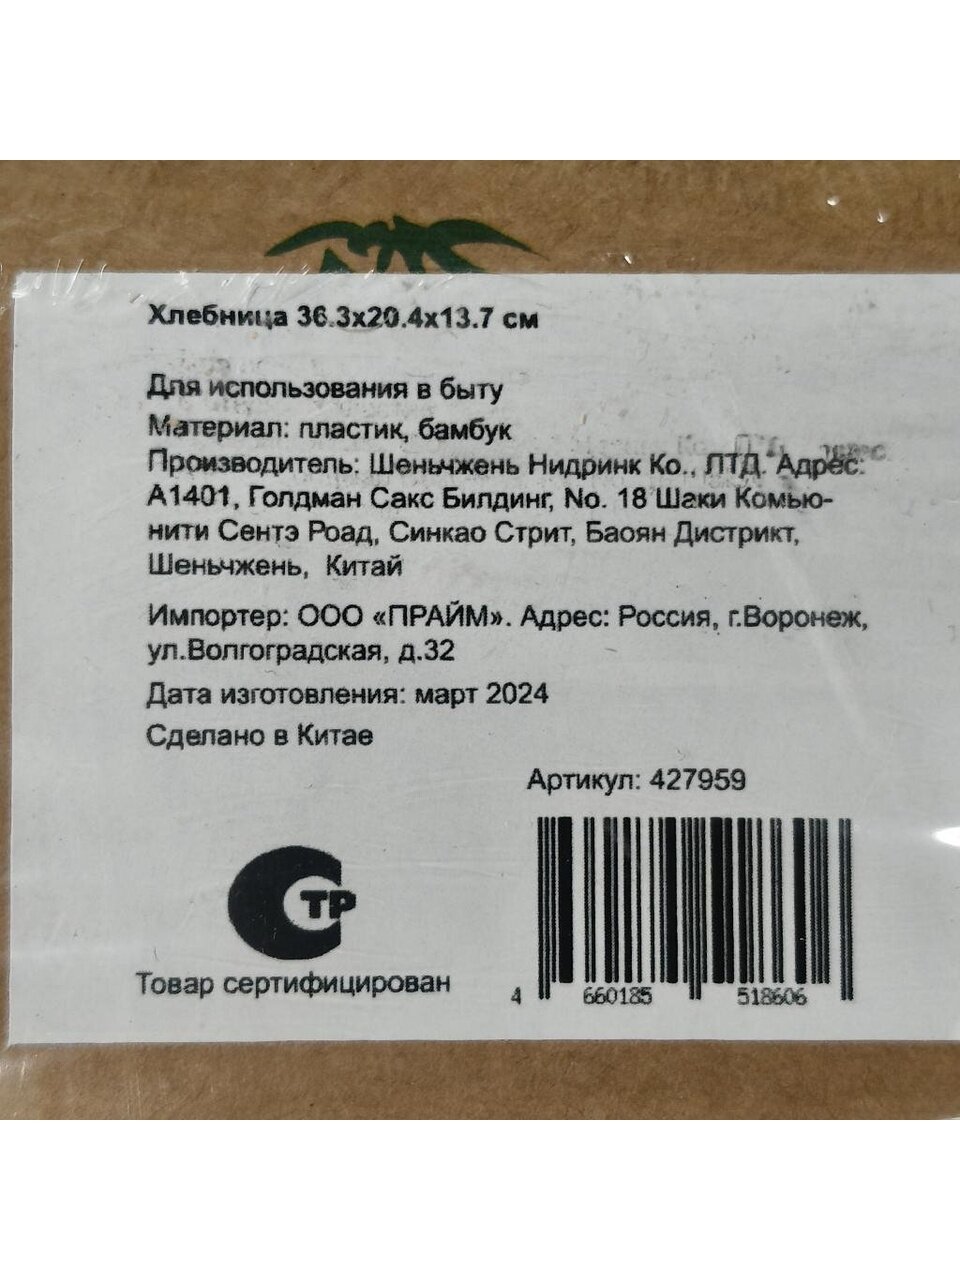 Хлебница 36.3x20.4x13.7 см
Для использования в быту
Материал: пластик, бамбук
Производитель: Шеньчжень Нидринк Ко., ЛТД. Адрес:
А1401, Голдман Сакс Билдинг, No. 18 Шаки Комью-
нити Сентэ Роад, Синкао Стрит, Баоян Дистрикт,
Шеньчжень, Китай
Импортер: ООО «ПРАЙМ». Адрес: Россия, г.Воронеж,
ул.Волгоградская, д.32
Дата изготовления: март 2024
Сделано в Китае
Артикул: 427959
ТР
Товар сертифицирован
4 660185 518606